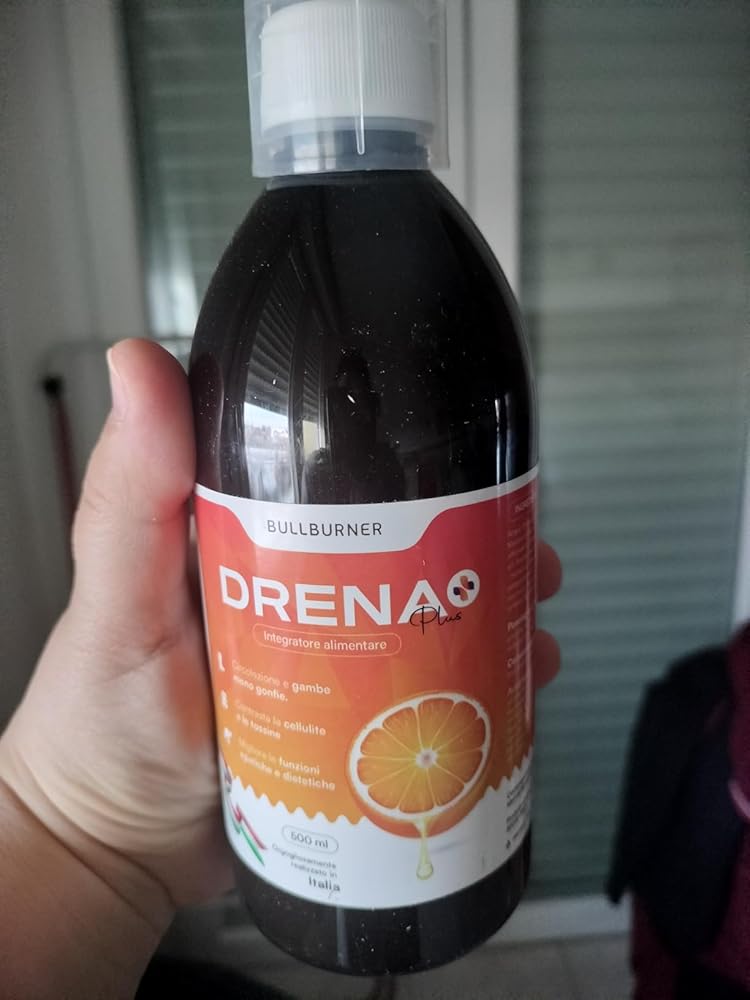 BULLBURNER
DRENA
Plus
Integratore alimentare
Circolazione e gambe
meno gonfie.
Contrasta la cellulite
e le tossine
Migliora le funzioni
epatiche e dietetiche
500 ml
Orgogliosamente
realizzato in
Italia